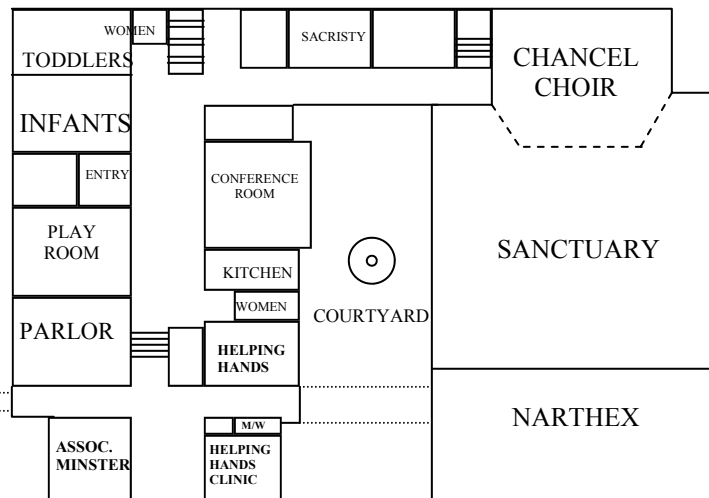 WOMEN
SACRISTY
TODDLERS
CHANCEL
CHOIR
INFANTS
ENTRY
CONFERENCE
ROOM
PLAY
ROOM
SANCTUARY
KITCHEN
WOMEN
COURTYARD
PARLOR
HELPING
HANDS
NARTHEX
M/W
ASSOC.
MINSTER
HELPING
HANDS
CLINIC